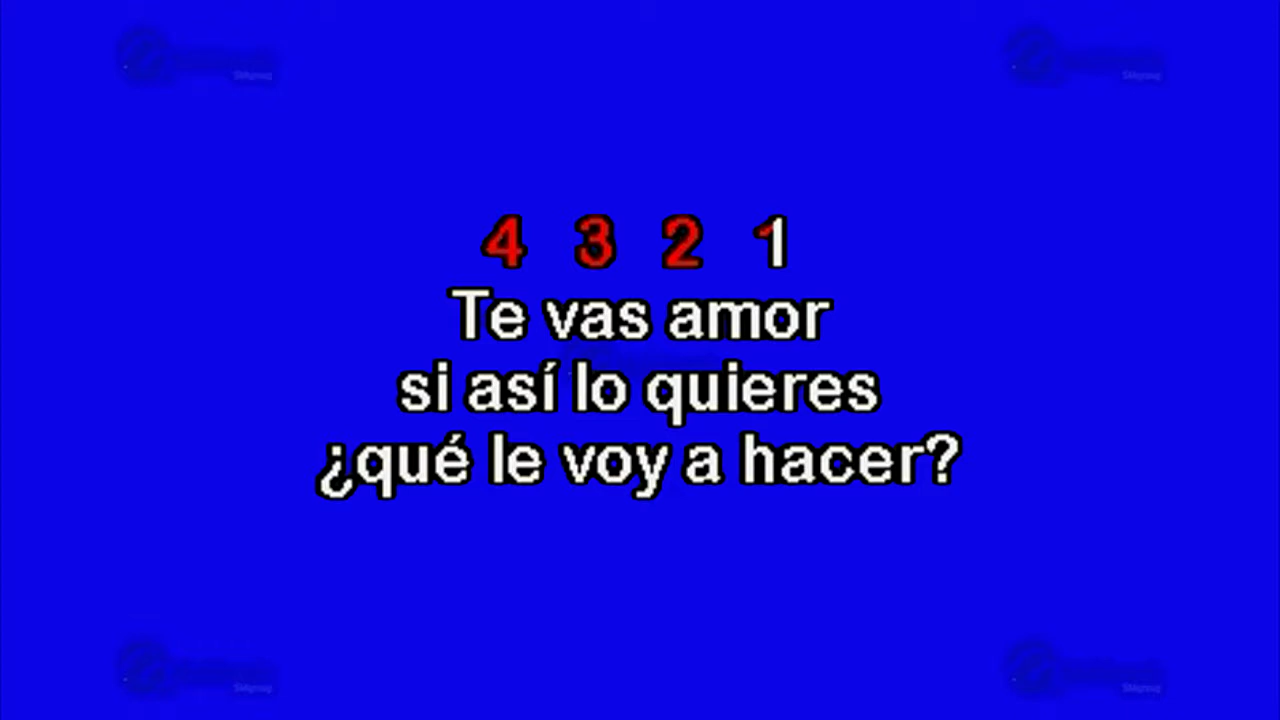 4 3 2 1
Te vas amor
si así lo quieres
¿qué le voy a hacer?